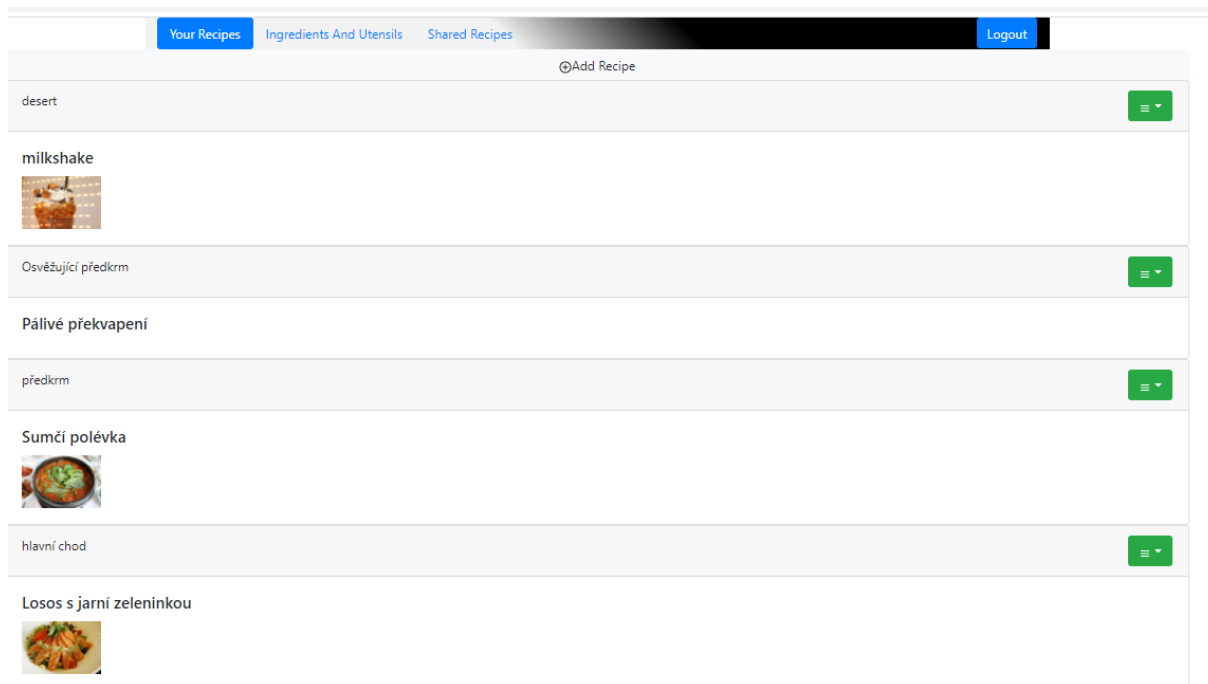 Your Recipes Ingredients And Utensils Shared Recipes Logout
Add Recipe
desert
milkshake
Osvěžující předkrm
Pálivé překvapení
předkrm
Sumčí polévka
hlavní chod
Losos s jarní zeleninkou